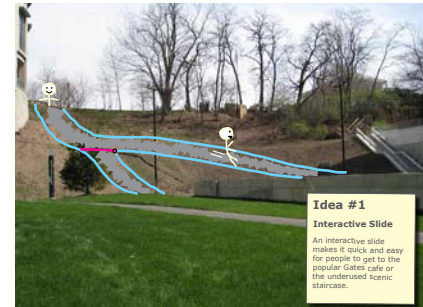 Idea #1
Interactive Slide
An interactive slide
makes it quick and easy
for people to get to the
popular Gates cafe or
the underused scenic
staircase.